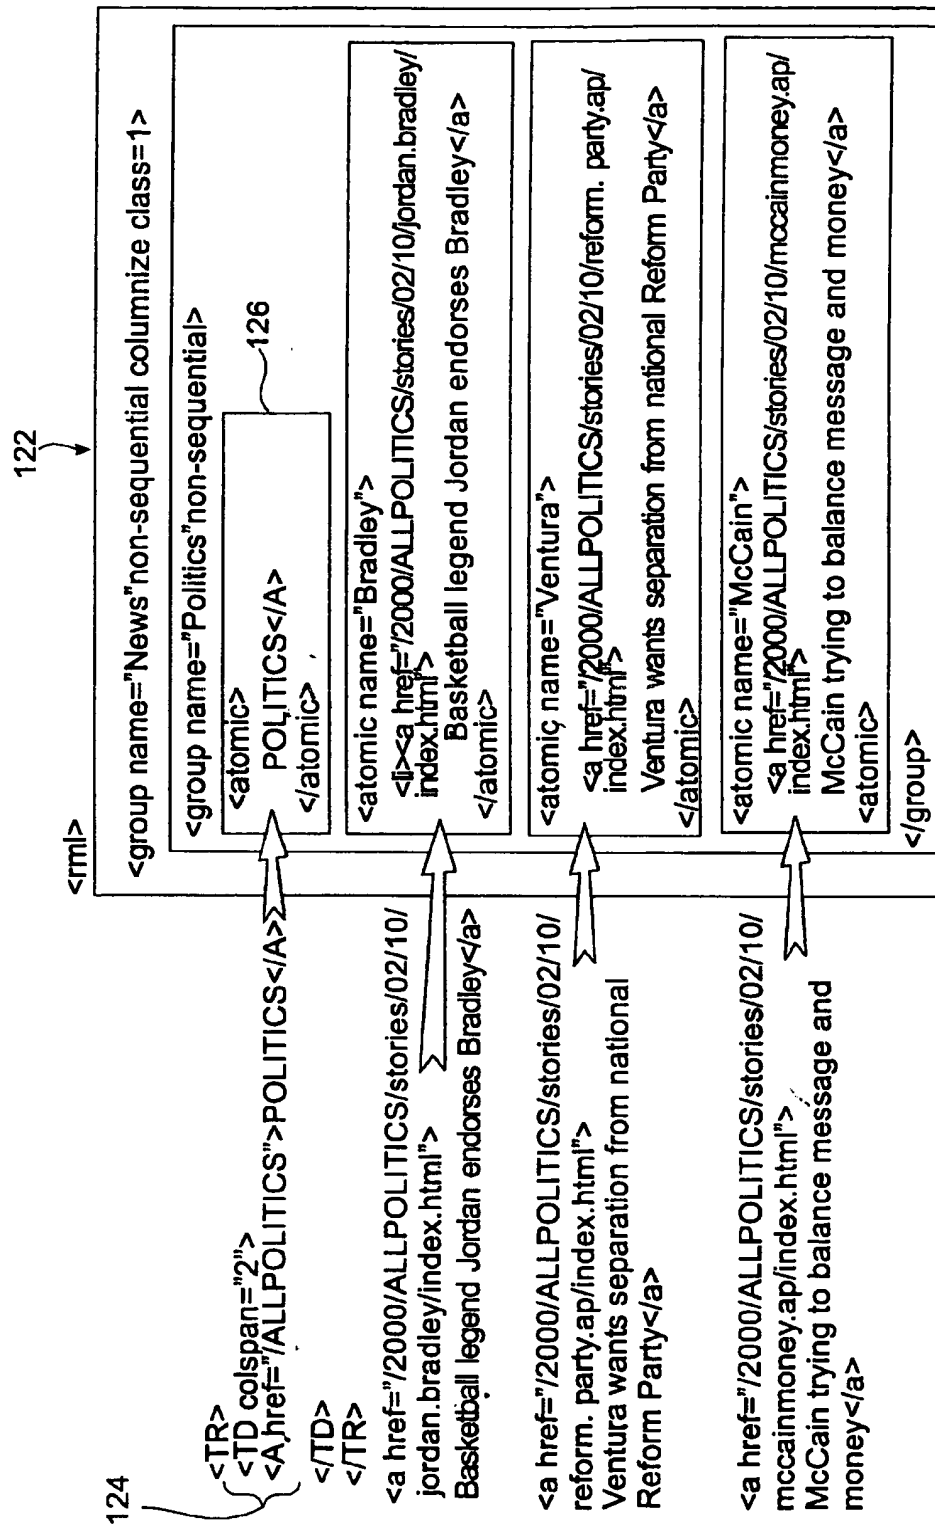 122
<rml>
<group name="News"non-sequential columnize class=1>
<group name="Politics"non-sequential>
126
<atomic>
POLITICS</A>
</atomic>
<atomic name="Bradley">
<li><a href="/2000/ALLPOLITICS/stories/02/10/jordan.bradley/
index.html">
Basketball legend Jordan endorses Bradley</a>
</atomic>
<atomic name="Ventura">
<a href="/2000/ALLPOLITICS/stories/02/10/reform. party.ap/
index.html">
Ventura wants separation from national Reform Party</a>
</atomic>
<atomic name="McCain">
<a href="/2000/ALLPOLITICS/stories/02/10/mccainmoney.ap/
index.html">
McCain trying to balance message and money</a>
<atomic>
</group>
124
<TR>
<TD colspan="2">
<A href="/ALLPOLITICS">POLITICS</A>
</TD>
</TR>
<a href="/2000/ALLPOLITICS/stories/02/10/
jordan.bradley/index.html">
Basketball legend Jordan endorses Bradley</a>
<a href="/2000/ALLPOLITICS/stories/02/10/
reform. party.ap/index.html">
Ventura wants separation from national
Reform Party</a>
<a href="/2000/ALLPOLITICS/stories/02/10/
mccainmoney.ap/index.html">
McCain trying to balance message and
money</a>